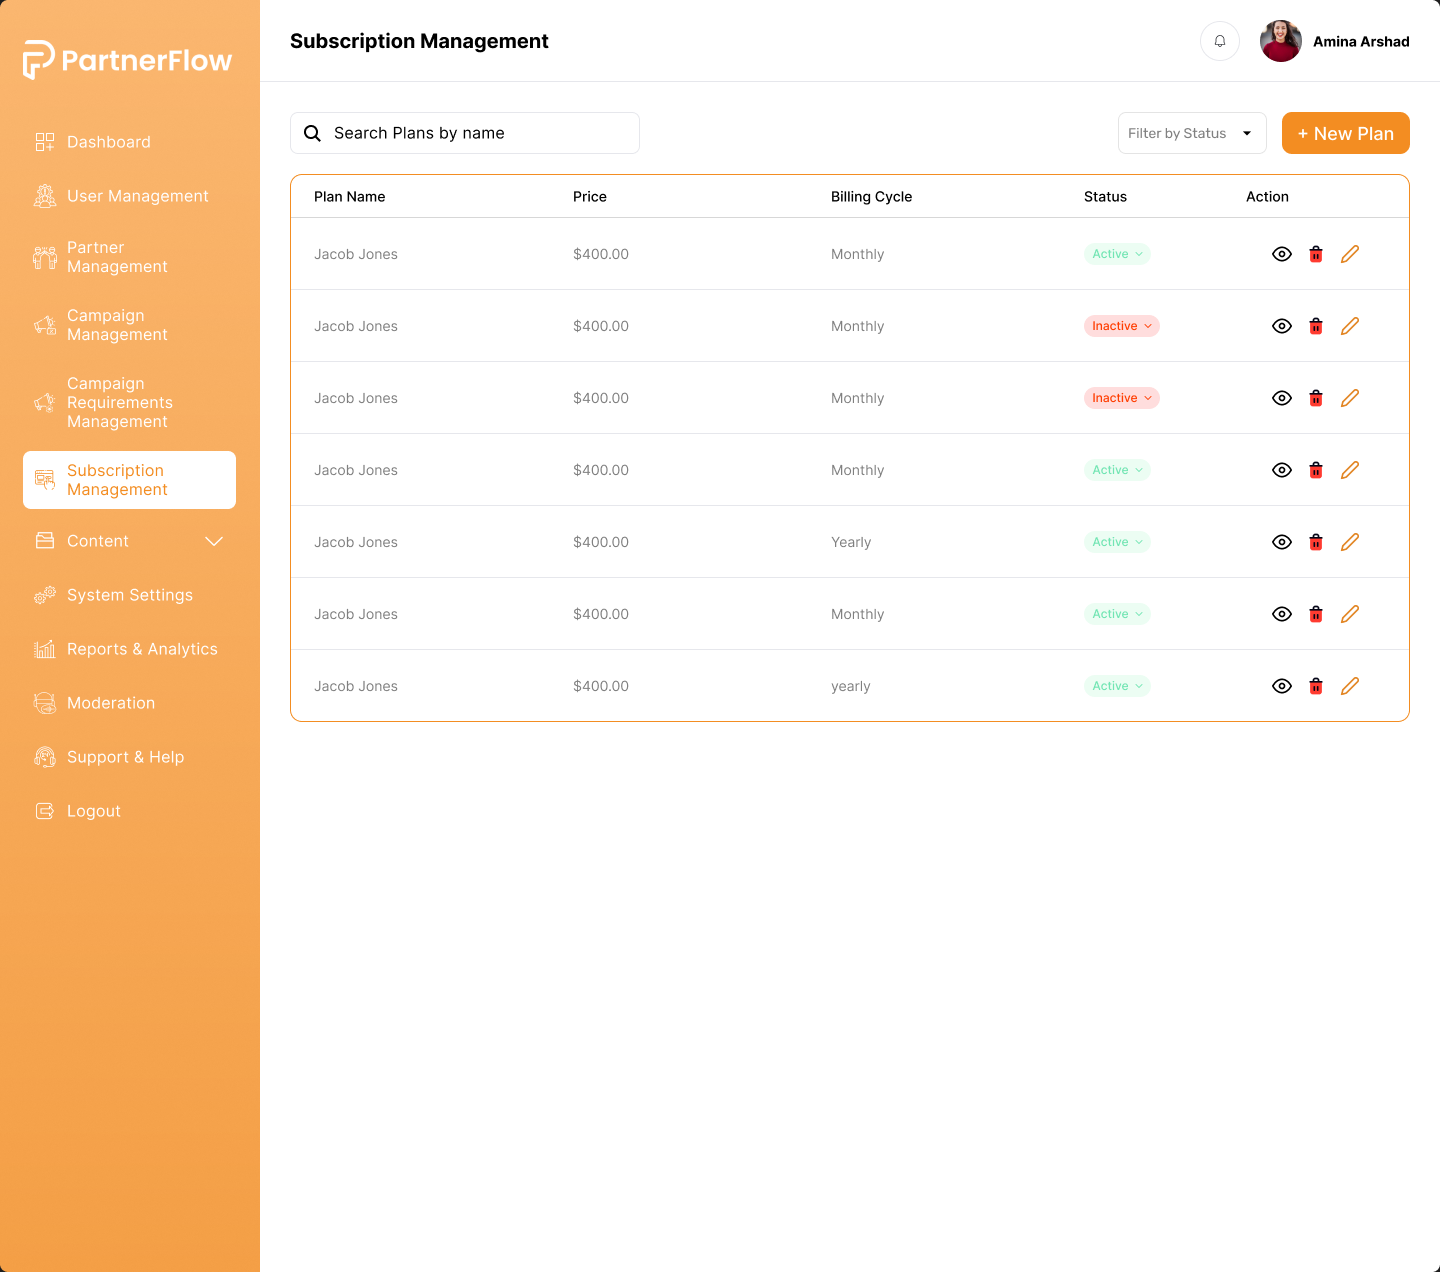 PartnerFlow
Dashboard
User Management
Partner
Management
Campaign
Management
Campaign
Requirements
Management
Subscription
Management
Content
System Settings
Reports & Analytics
Moderation
Support & Help
Logout
Subscription Management
Amina Arshad
Search Plans by name
Filter by Status
+ New Plan
Plan Name Price Billing Cycle Status Action
Jacob Jones $400.00 Monthly Active
Jacob Jones $400.00 Monthly Inactive
Jacob Jones $400.00 Monthly Inactive
Jacob Jones $400.00 Monthly Active
Jacob Jones $400.00 Yearly Active
Jacob Jones $400.00 Monthly Active
Jacob Jones $400.00 yearly Active